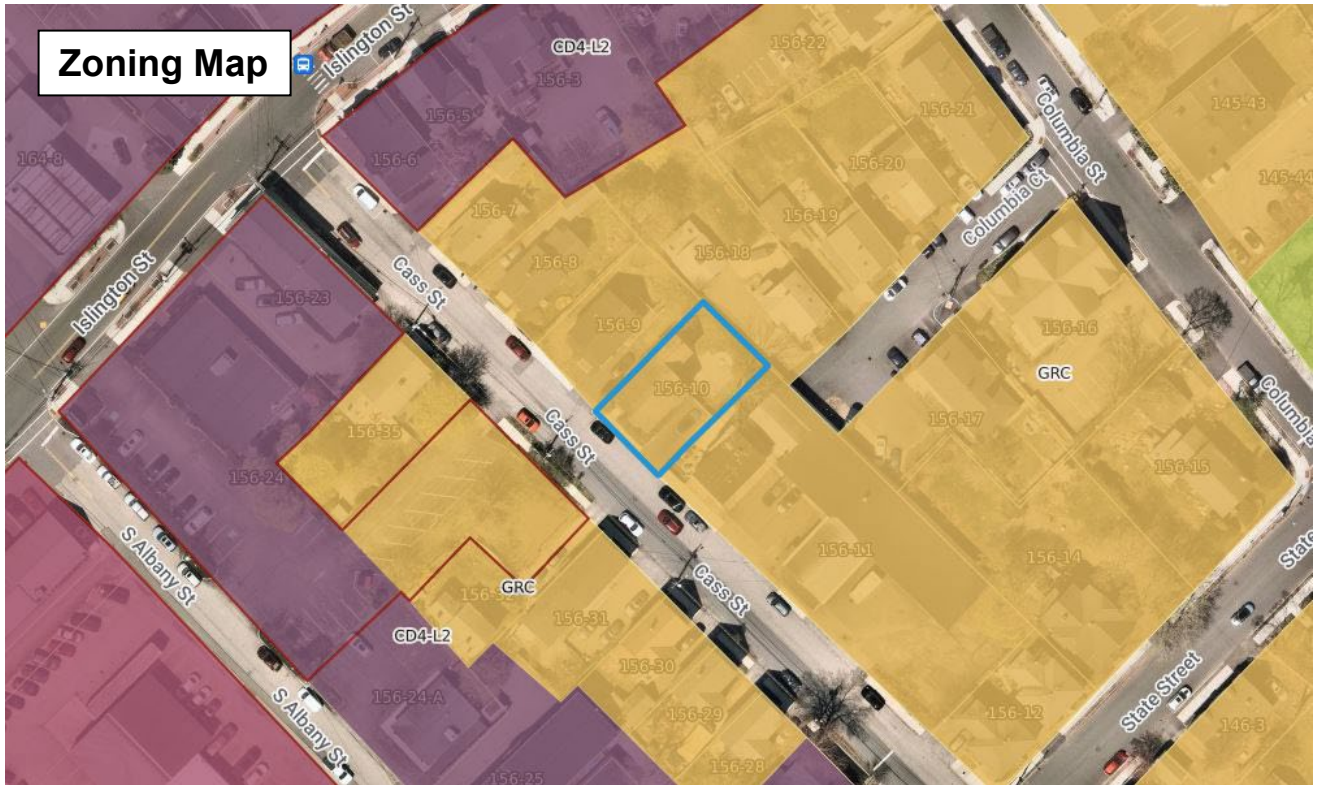 Zoning Map
Islington St
CD4-L2
156-22
156-3
156-5
156-21
145-43
Columbia St
164-8
156-6
156-20
145-44
156-7
156-19
Columbia Ct
Islington St
Cass St
156-8
156-18
156-23
156-9
156-16
GRC
156-10
Columbia
156-35
Cass St
156-17
156-24
156-15
S Albany St
156-11
156-14
State
GRC
Cass St
156-31
CD4-L2
156-30
State Street
156-24-A
156-29
156-12
146-3
S Albany St
156-28
156-25